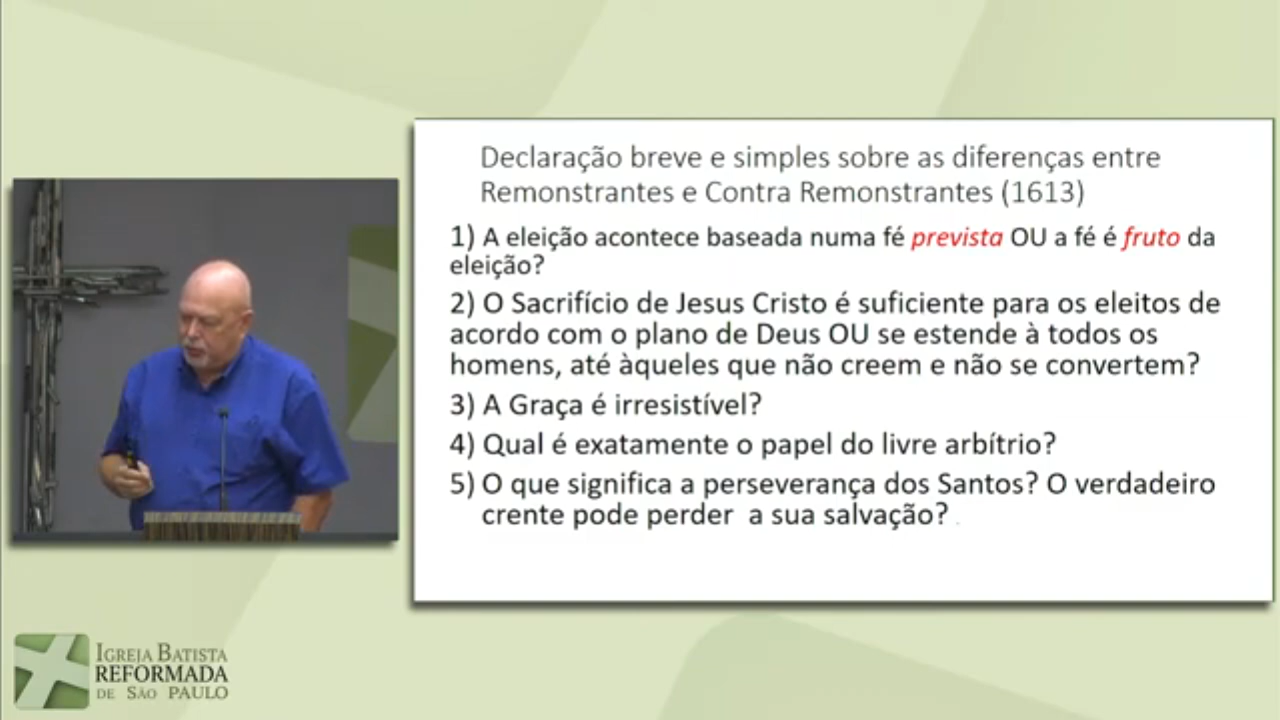 Declaração breve e simples sobre as diferenças entre
Remonstrantes e Contra Remonstrantes (1613)
1) A eleição acontece baseada numa fé prevista OU a fé é fruto da
eleição?
2) O Sacrifício de Jesus Cristo é suficiente para os eleitos de
acordo com o plano de Deus OU se estende à todos os
homens, até àqueles que não creem e não se convertem?
3) A Graça é irresistível?
4) Qual é exatamente o papel do livre arbítrio?
5) O que significa a perseverança dos Santos? O verdadeiro
crente pode perder a sua salvação?
IGREJA BATISTA
REFORMADA
DE SÃO PAULO